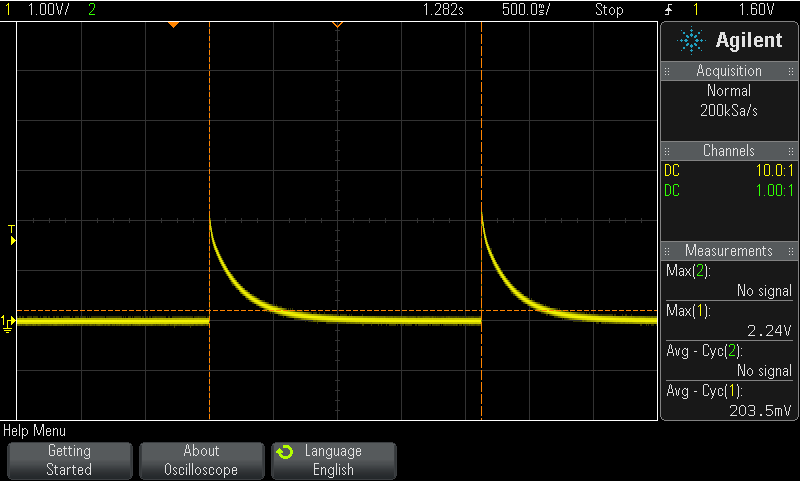 1 1.00V/ 2 1.282s 500.0ms/ Stop 1 1.60V
Agilent
Acquisition
Normal
200kSa/s
Channels
DC 10.0:1
DC 1.00:1
T
1
Measurements
Max(2):
No signal
Max(1):
2.24V
Avg - Cyc(2):
No signal
Avg - Cyc(1):
203.5mV
Help Menu
Getting
Started
About
Oscilloscope
Language
English